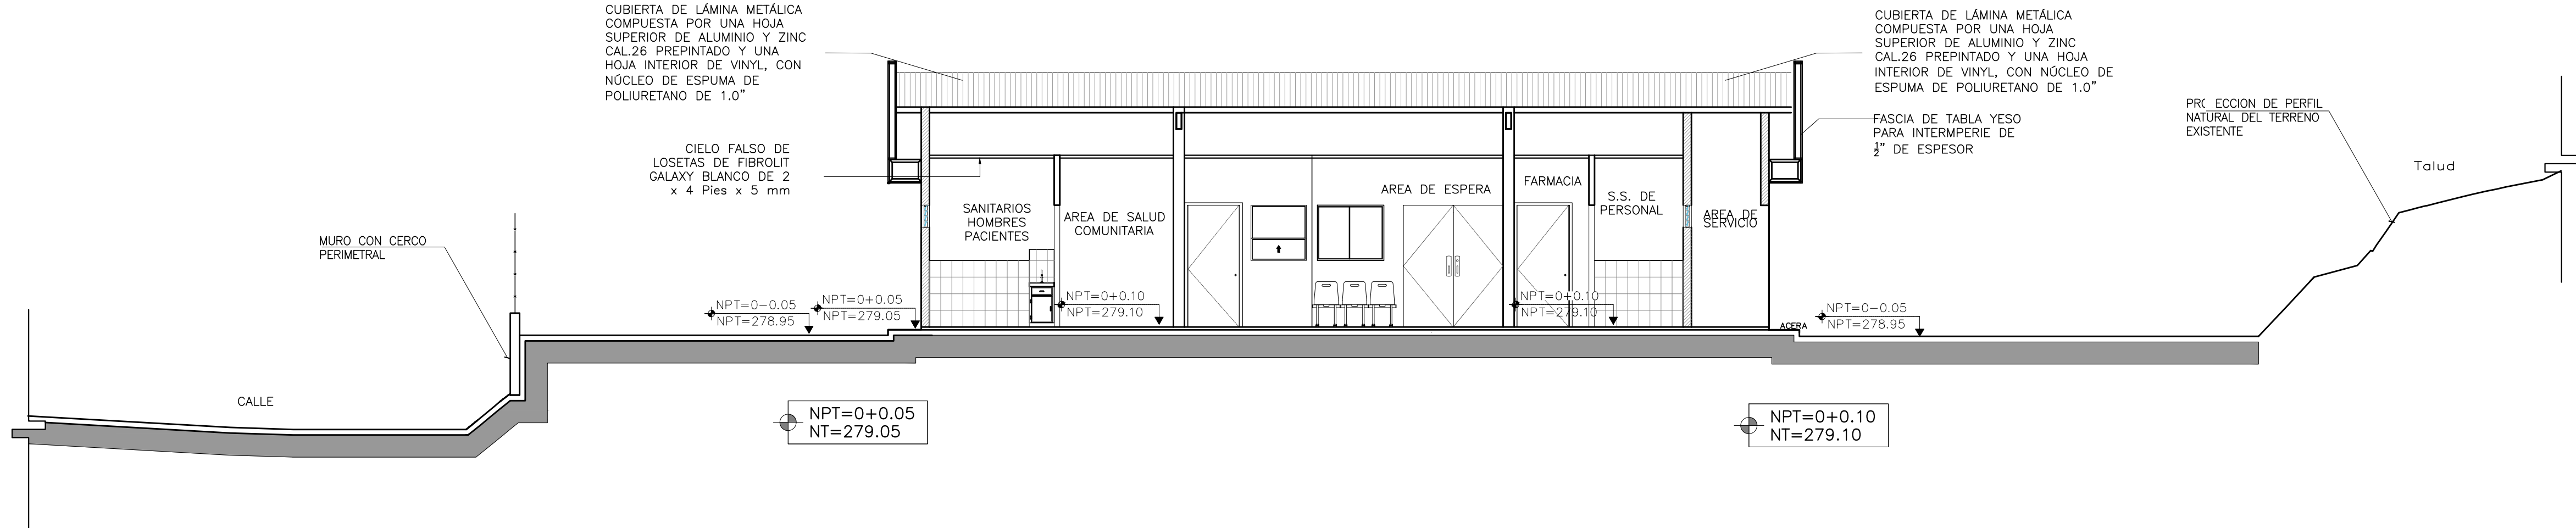 CUBIERTA DE LÁMINA METÁLICA
COMPUESTA POR UNA HOJA
SUPERIOR DE ALUMINIO Y ZINC
CAL.26 PREPINTADO Y UNA
HOJA INTERIOR DE VINYL, CON
NÚCLEO DE ESPUMA DE
POLIURETANO DE 1.0”
CIELO FALSO DE
LOSETAS DE FIBROLIT
GALAXY BLANCO DE 2
x 4 Pies x 5 mm
MURO CON CERCO
PERIMETRAL
CALLE
NPT=0-0.05
NPT=278.95
NPT=0+0.05
NPT=279.05
SANITARIOS
HOMBRES
PACIENTES
AREA DE SALUD
COMUNITARIA
NPT=0+0.10
NPT=279.10
AREA DE ESPERA
FARMACIA
NPT=0+0.10
NPT=279.10
S.S. DE
PERSONAL
AREA DE
SERVICIO
ACERA
NPT=0-0.05
NPT=278.95
CUBIERTA DE LÁMINA METÁLICA
COMPUESTA POR UNA HOJA
SUPERIOR DE ALUMINIO Y ZINC
CAL.26 PREPINTADO Y UNA HOJA
INTERIOR DE VINYL, CON NÚCLEO DE
ESPUMA DE POLIURETANO DE 1.0”
FASCIA DE TABLA YESO
PARA INTERMPERIE DE
½” DE ESPESOR
PR( ECCION DE PERFIL
NATURAL DEL TERRENO
EXISTENTE
Talud
NPT=0+0.05
NT=279.05
NPT=0+0.10
NT=279.10